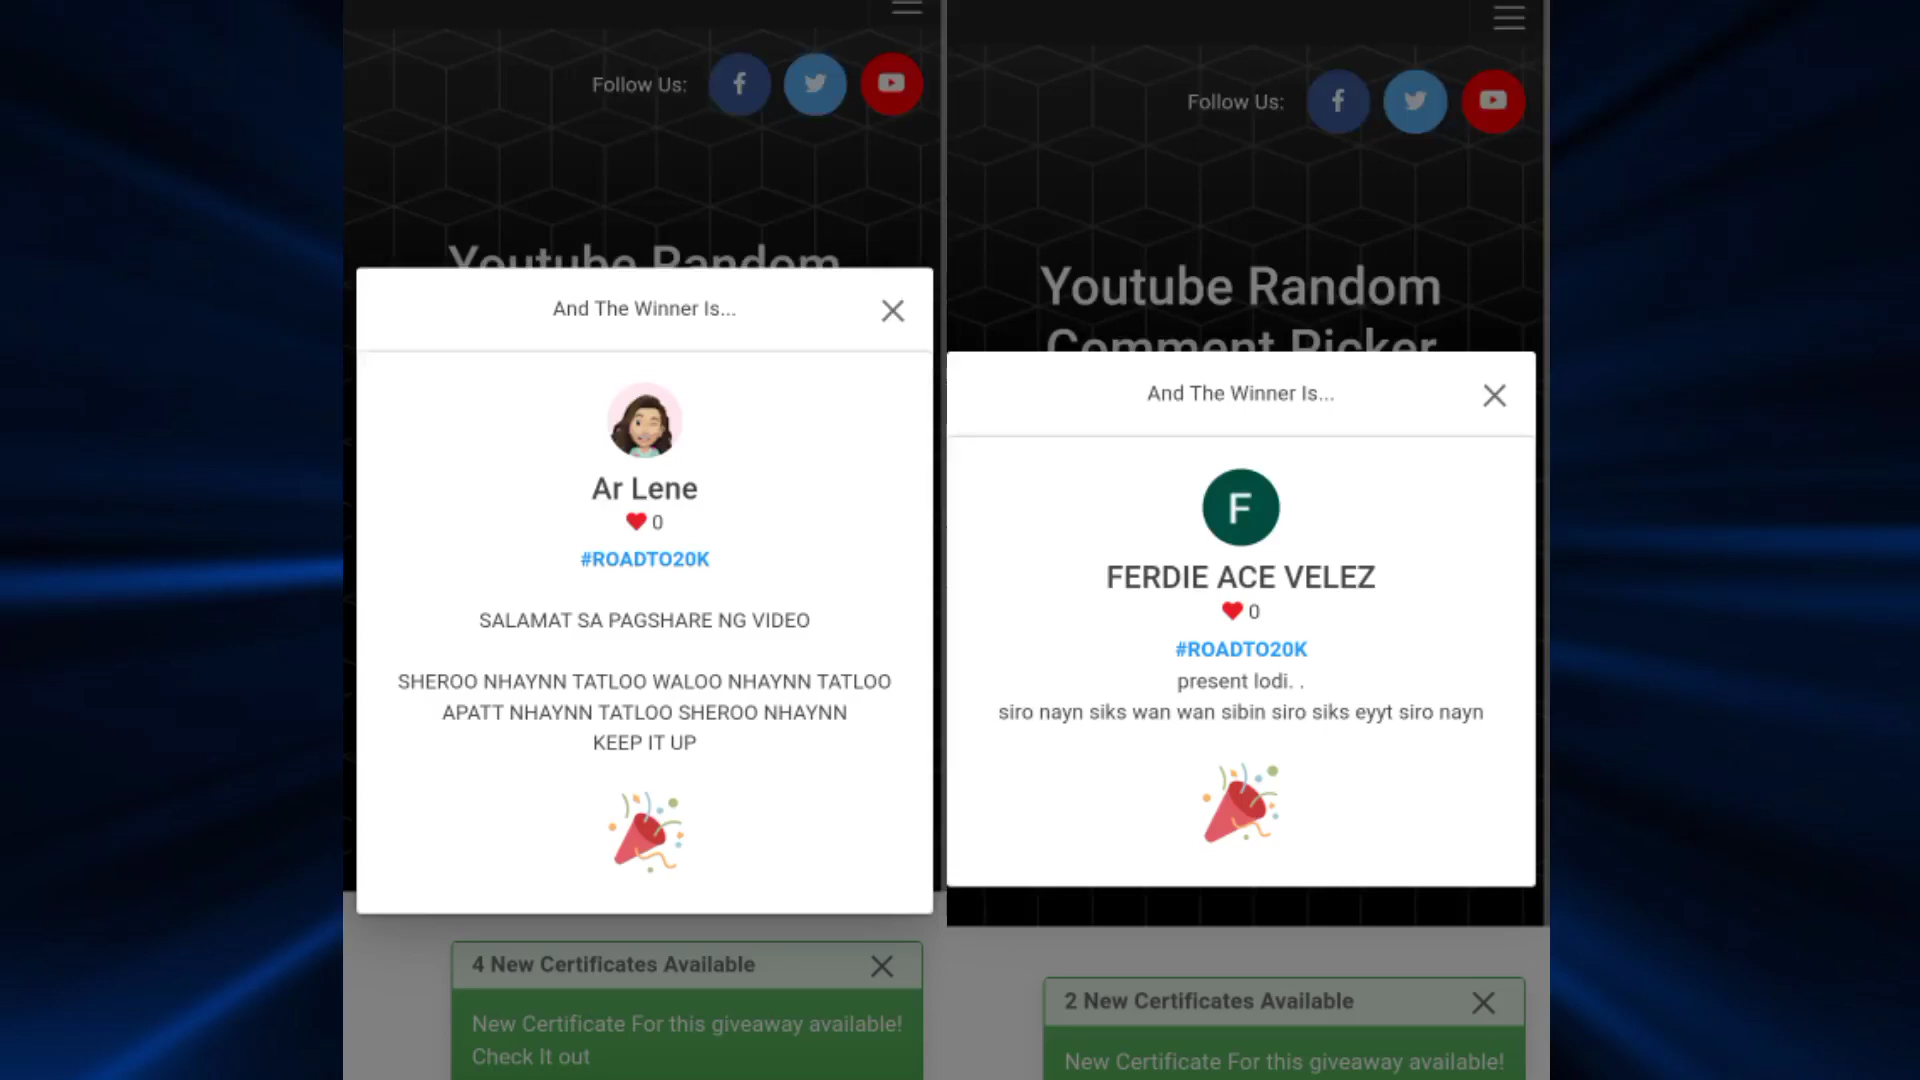 Follow Us:
Youtube Random
And The Winner Is...
Ar Lene
0
#ROADTO20K
SALAMAT SA PAGSHARE NG VIDEO
SHEROO NHAYNN TATLOO WALOO NHAYNN TATLOO
APATT NHAYNN TATLOO SHEROO NHAYNN
KEEP IT UP
4 New Certificates Available
New Certificate For this giveaway available!
Check It out
Follow Us:
Youtube Random
Comment Picker
And The Winner Is...
F
FERDIE ACE VELEZ
0
#ROADTO20K
present lodi. .
siro nayn siks wan wan sibin siro siks eyyt siro nayn
2 New Certificates Available
New Certificate For this giveaway available!